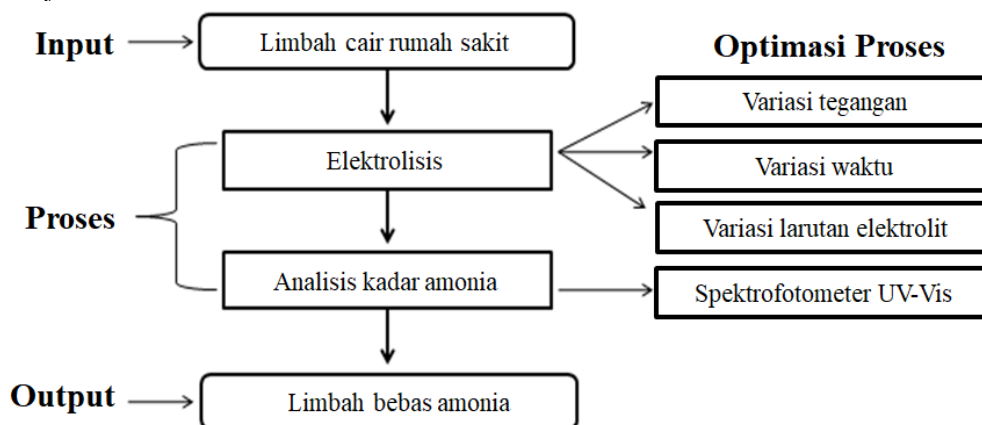 Input
Limbah cair rumah sakit
Optimasi Proses
Variasi tegangan
Elektrolisis
Variasi waktu
Proses
Variasi larutan elektrolit
Analisis kadar amonia
Spektrofotometer UV-Vis
Output
Limbah bebas amonia